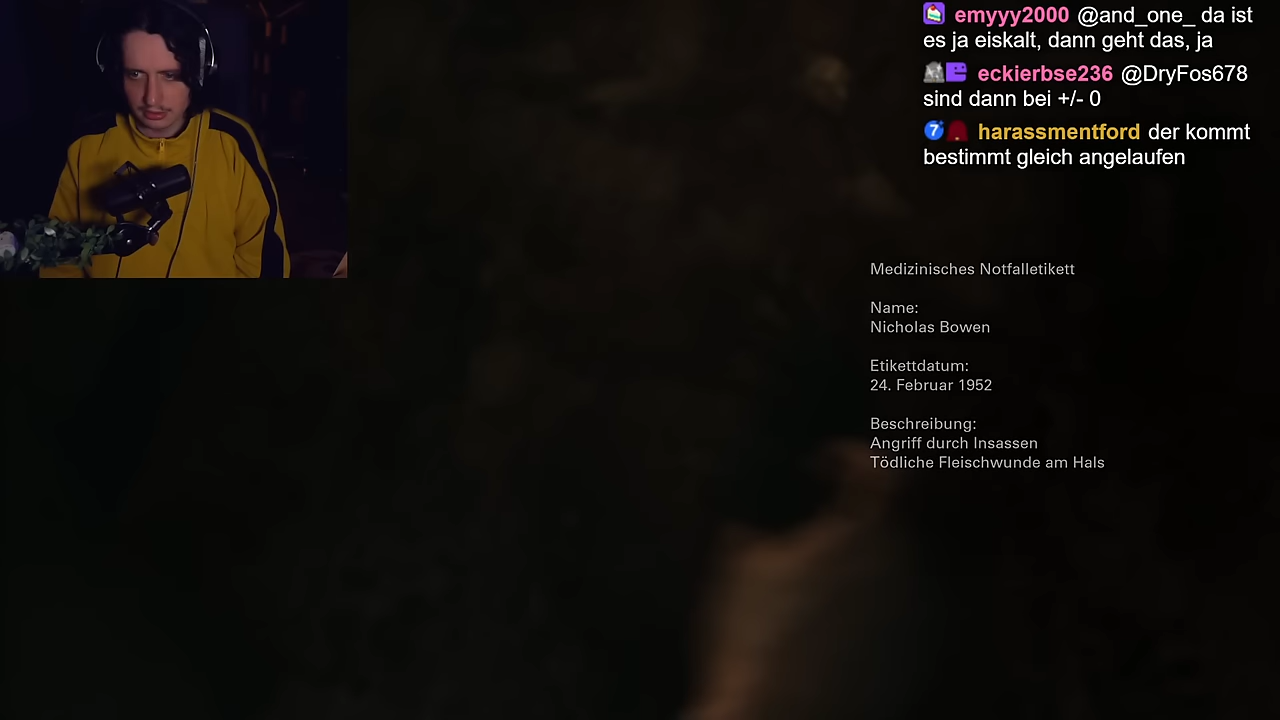 emyyy2000 @and_one_ da ist
es ja eiskalt, dann geht das, ja
eckierbse236 @DryFos678
sind dann bei +/- 0
7 harassmentford der kommt
bestimmt gleich angelaufen
Medizinisches Notfalletikett
Name:
Nicholas Bowen
Etikettdatum:
24. Februar 1952
Beschreibung:
Angriff durch Insassen
Tödliche Fleischwunde am Hals